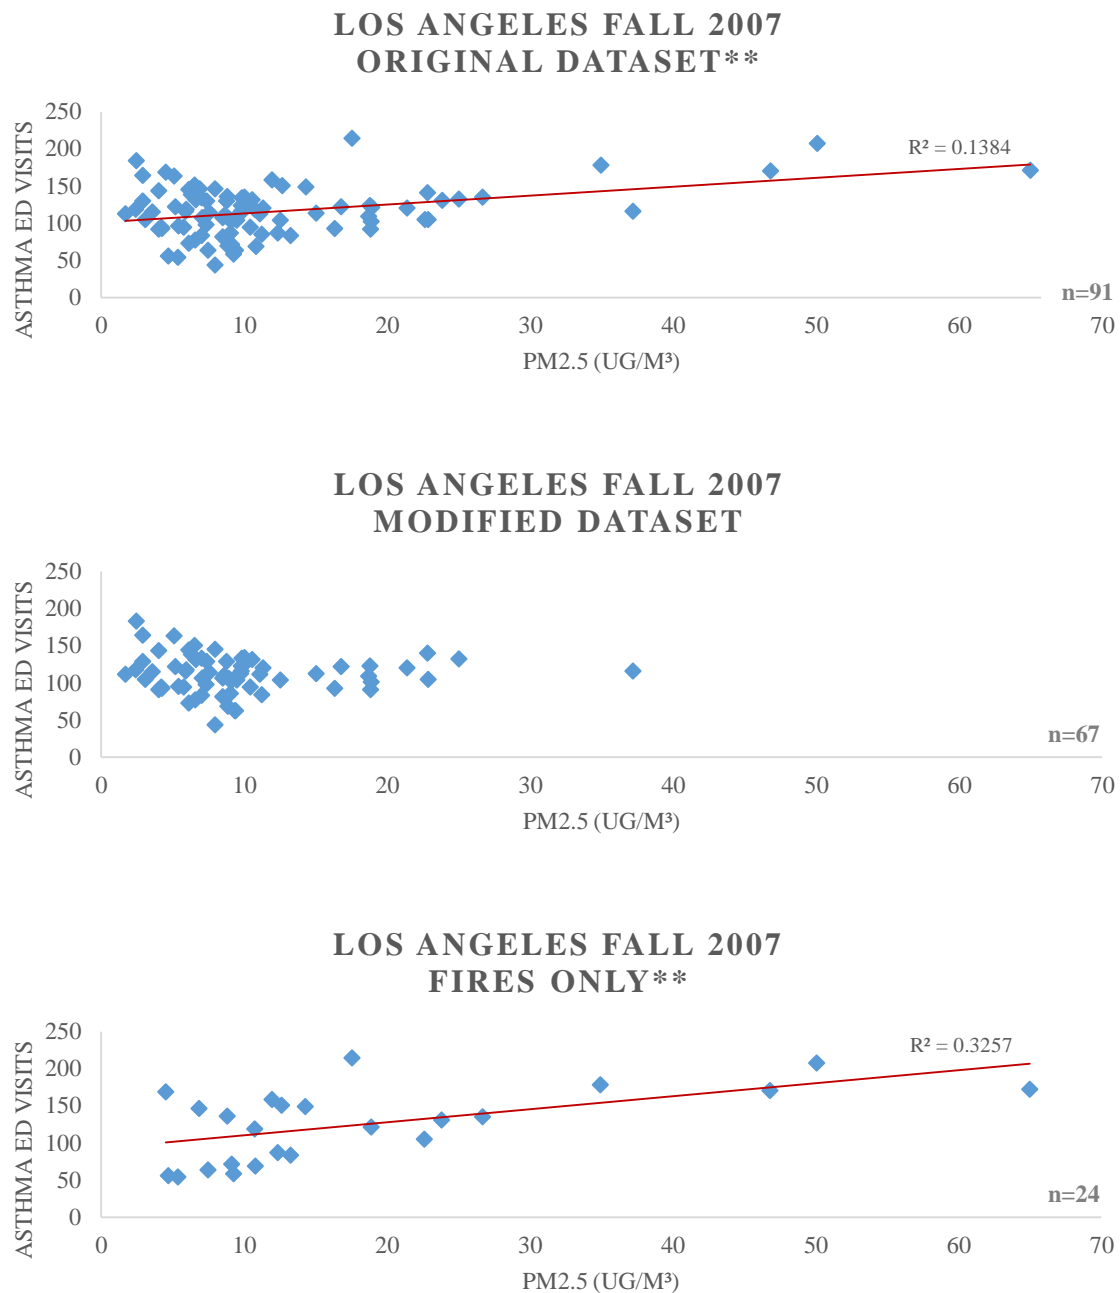 LOS ANGELES FALL 2007
ORIGINAL DATASET**
ASTHMA ED VISITS
250
200
150
100
50
0
R² = 0.1384
n=91
0 10 20 30 40 50 60 70
PM2.5 (UG/M³)
LOS ANGELES FALL 2007
MODIFIED DATASET
ASTHMA ED VISITS
250
200
150
100
50
0
n=67
0 10 20 30 40 50 60 70
PM2.5 (UG/M³)
LOS ANGELES FALL 2007
FIRES ONLY**
ASTHMA ED VISITS
250
200
150
100
50
0
R² = 0.3257
n=24
0 10 20 30 40 50 60 70
PM2.5 (UG/M³)